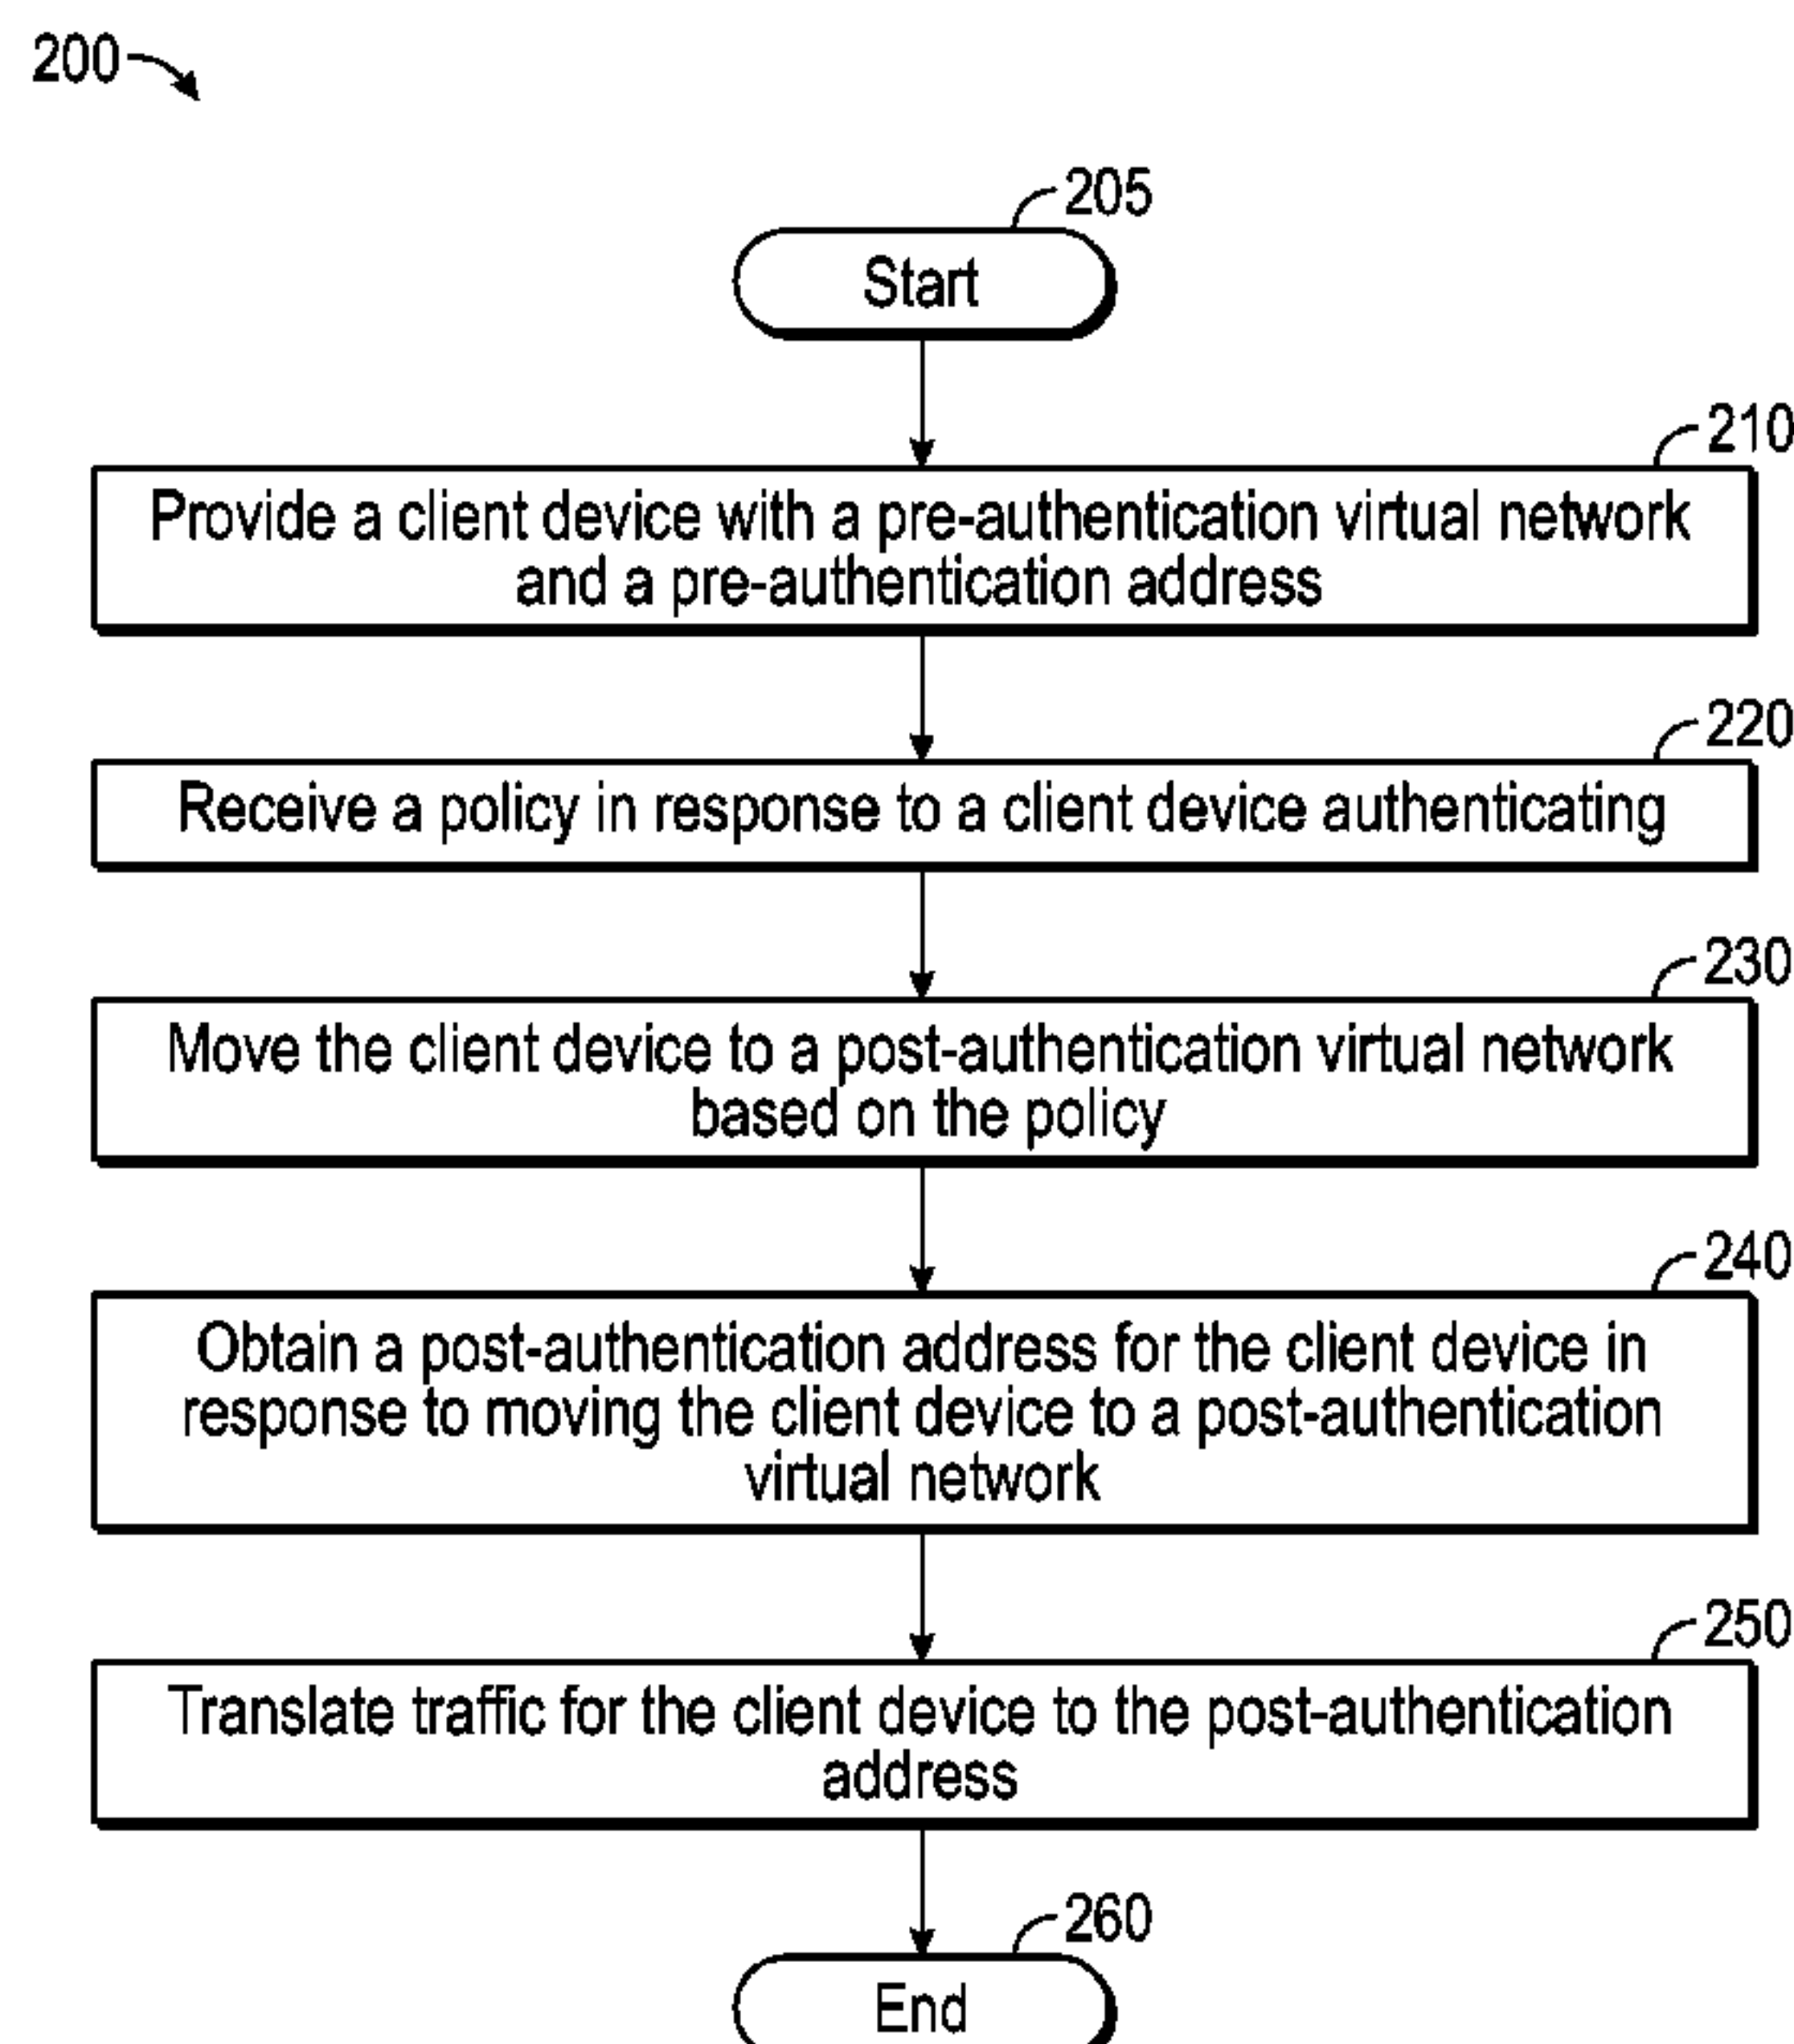 200
205
Start
210
Provide a client device with a pre-authentication virtual network
and a pre-authentication address
220
Receive a policy in response to a client device authenticating
230
Move the client device to a post-authentication virtual network
based on the policy
240
Obtain a post-authentication address for the client device in
response to moving the client device to a post-authentication
virtual network
250
Translate traffic for the client device to the post-authentication
address
260
End